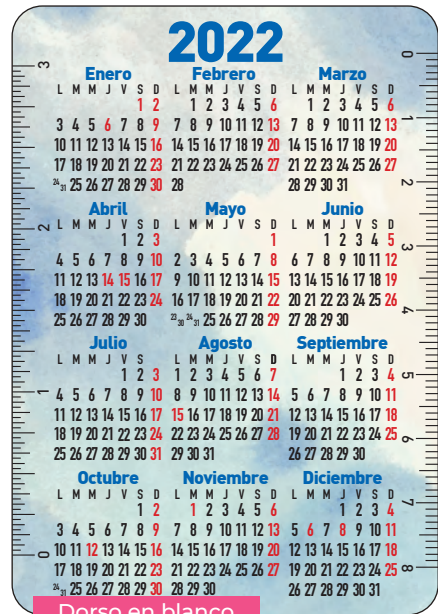 2022
Enero Febrero Marzo
L M M J V S D L M M J V S D L M M J V S D
1 2 1 2 3 4 5 6 1 2 3 4 5 6
3 4 5 6 7 8 9 7 8 9 10 11 12 13 7 8 9 10 11 12 13
10 11 12 13 14 15 16 14 15 16 17 18 19 20 14 15 16 17 18 19 20
17 18 19 20 21 22 23 21 22 23 24 25 26 27 21 22 23 24 25 26 27
24 31 25 26 27 28 29 30 28 28 29 30 31
Abril Mayo Junio
L M M J V S D L M M J V S D L M M J V S D
1 2 3 1 1 2 3 4 5
4 5 6 7 8 9 10 2 3 4 5 6 7 8 6 7 8 9 10 11 12
11 12 13 14 15 16 17 9 10 11 12 13 14 15 13 14 15 16 17 18 19
18 19 20 21 22 23 24 16 17 18 19 20 21 22 20 21 22 23 24 25 26
25 26 27 28 29 30 23 30 24 31 25 26 27 28 29 27 28 29 30
Julio Agosto Septiembre
L M M J V S L M M J V S D L M M J V S D
1 2 3 1 2 3 4 5 6 7 1 2 3 4
4 5 6 7 8 9 10 8 9 10 11 12 13 14 5 6 7 8 9 10 11
11 12 13 14 15 16 17 15 16 17 18 19 20 21 12 13 14 15 16 17 18
18 19 20 21 22 23 24 22 23 24 25 26 27 28 19 20 21 22 23 24 25
25 26 27 28 29 30 31 29 30 31 26 27 28 29 30
Octubre Noviembre Diciembre
L M M J V S D L M M J V S D L M M J V S D
1 2 1 2 3 4 5 6 1 2 3 4
3 4 5 6 7 8 9 7 8 9 10 11 12 13 5 6 7 8 9 10 11
10 11 12 13 14 15 16 14 15 16 17 18 19 20 12 13 14 15 16 17 18
17 18 19 20 21 22 23 21 22 23 24 25 26 27 19 20 21 22 23 24 25
24 31 25 26 27 28 29 30 28 29 30 26 27 28 29 30 31
Dorso en blanco
3
2
1
0
0
1
2
3
4
5
6
7
8